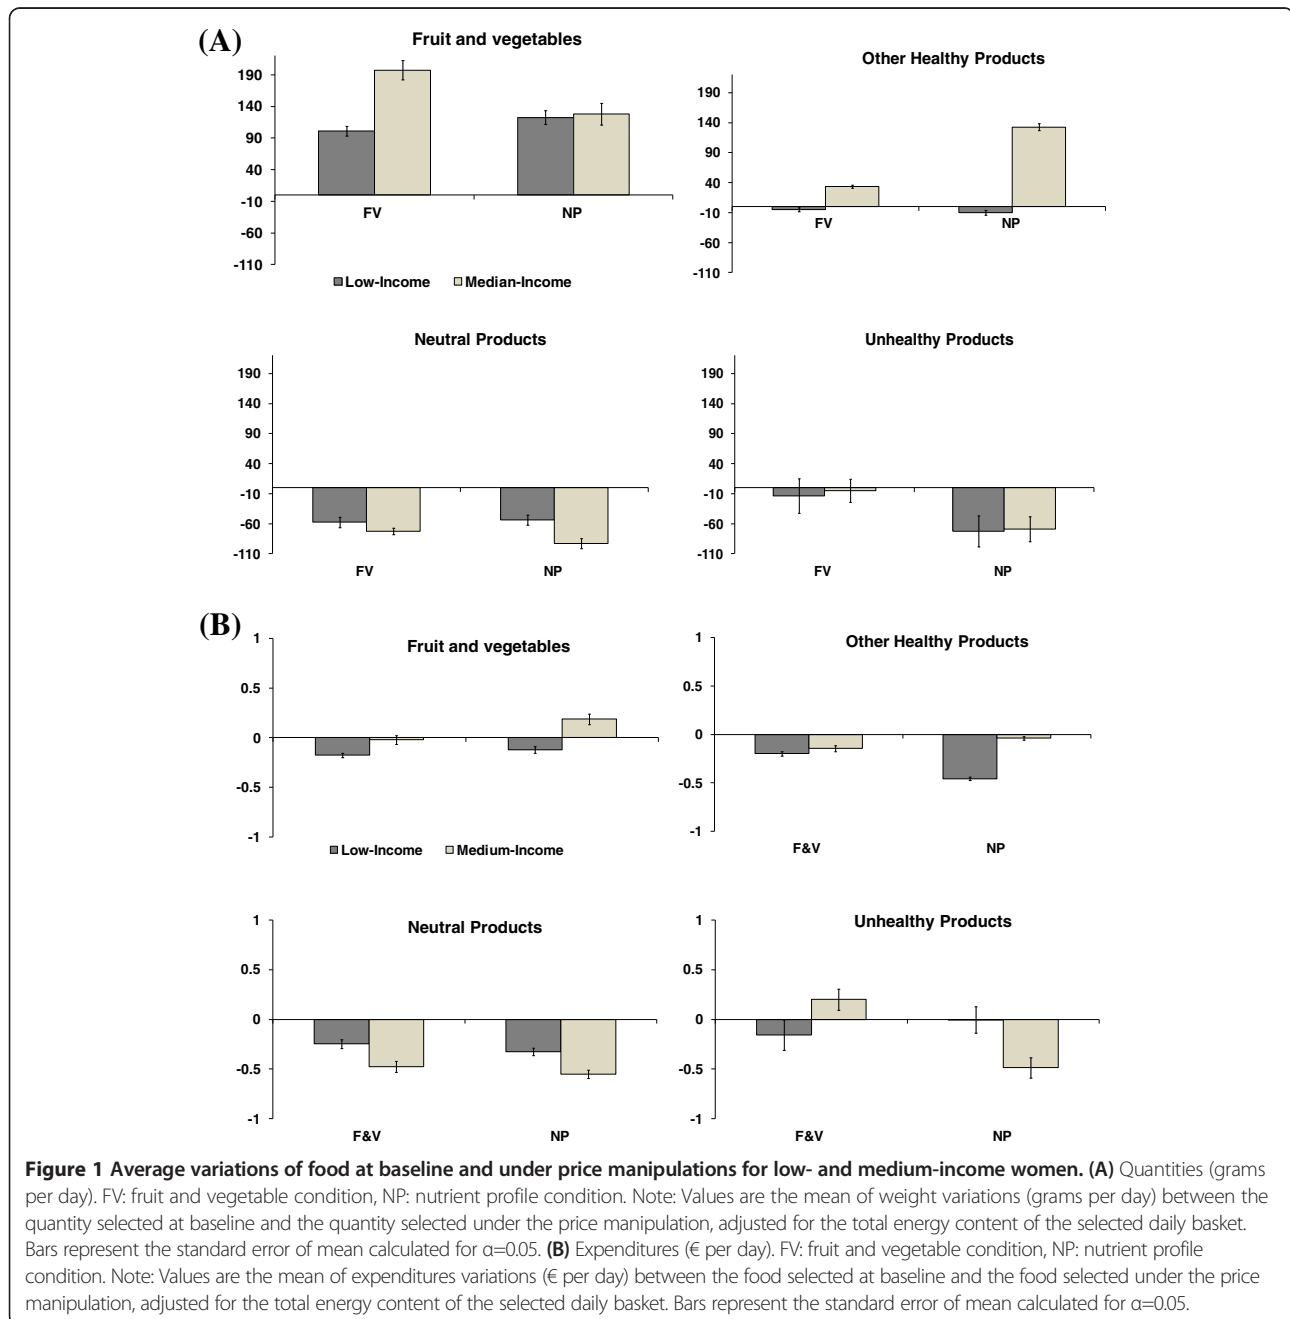 (A)
Fruit and vegetables
190
140
90
40
-10
-60
-110
FV NP
Low-Income Median-Income
Other Healthy Products
190
140
90
40
-10
-60
-110
FV NP
Neutral Products
190
140
90
40
-10
-60
-110
FV NP
Unhealthy Products
190
140
90
40
-10
-60
-110
FV NP
(B)
Fruit and vegetables
1
0.5
0
-0.5
-1
Low-Income Medium-Income
Other Healthy Products
1
0.5
0
-0.5
-1
F&V NP
Neutral Products
1
0.5
0
-0.5
-1
F&V NP
Unhealthy Products
1
0.5
0
-0.5
-1
F&V NP
Figure 1 Average variations of food at baseline and under price manipulations for low- and medium-income women. (A) Quantities (grams
per day). FV: fruit and vegetable condition, NP: nutrient profile condition. Note: Values are the mean of weight variations (grams per day) between the
quantity selected at baseline and the quantity selected under the price manipulation, adjusted for the total energy content of the selected daily basket.
Bars represent the standard error of mean calculated for α=0.05. (B) Expenditures (€ per day). FV: fruit and vegetable condition, NP: nutrient profile
condition. Note: Values are the mean of expenditures variations (€ per day) between the food selected at baseline and the food selected under the price
manipulation, adjusted for the total energy content of the selected daily basket. Bars represent the standard error of mean calculated for α=0.05.